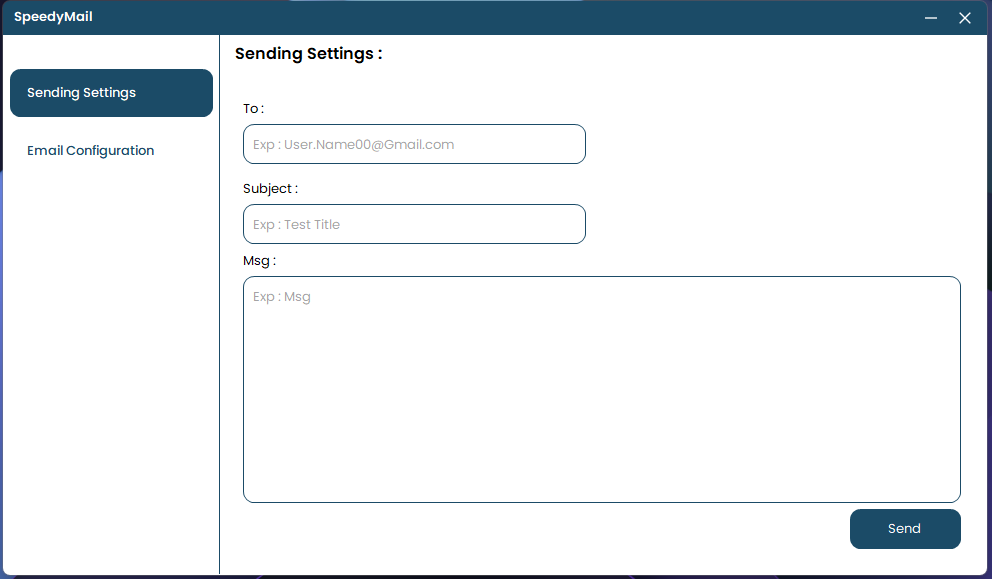 SpeedyMail
Sending Settings
Email Configuration
Sending Settings :
To :
Exp : User.Name00@Gmail.com
Subject :
Exp : Test Title
Msg :
Exp : Msg
Send